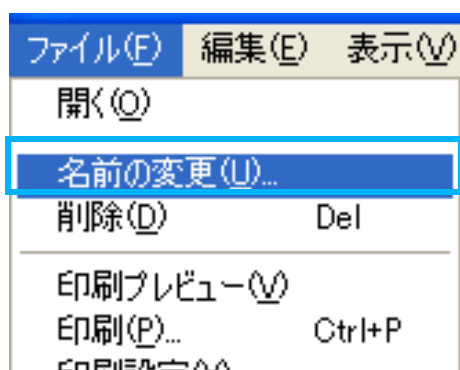 ファイル(F) 編集(E) 表示(V)
開く(O)
名前の変更(U)...
削除(D) Del
印刷プレビュー(V)
印刷(P)... Ctrl+P